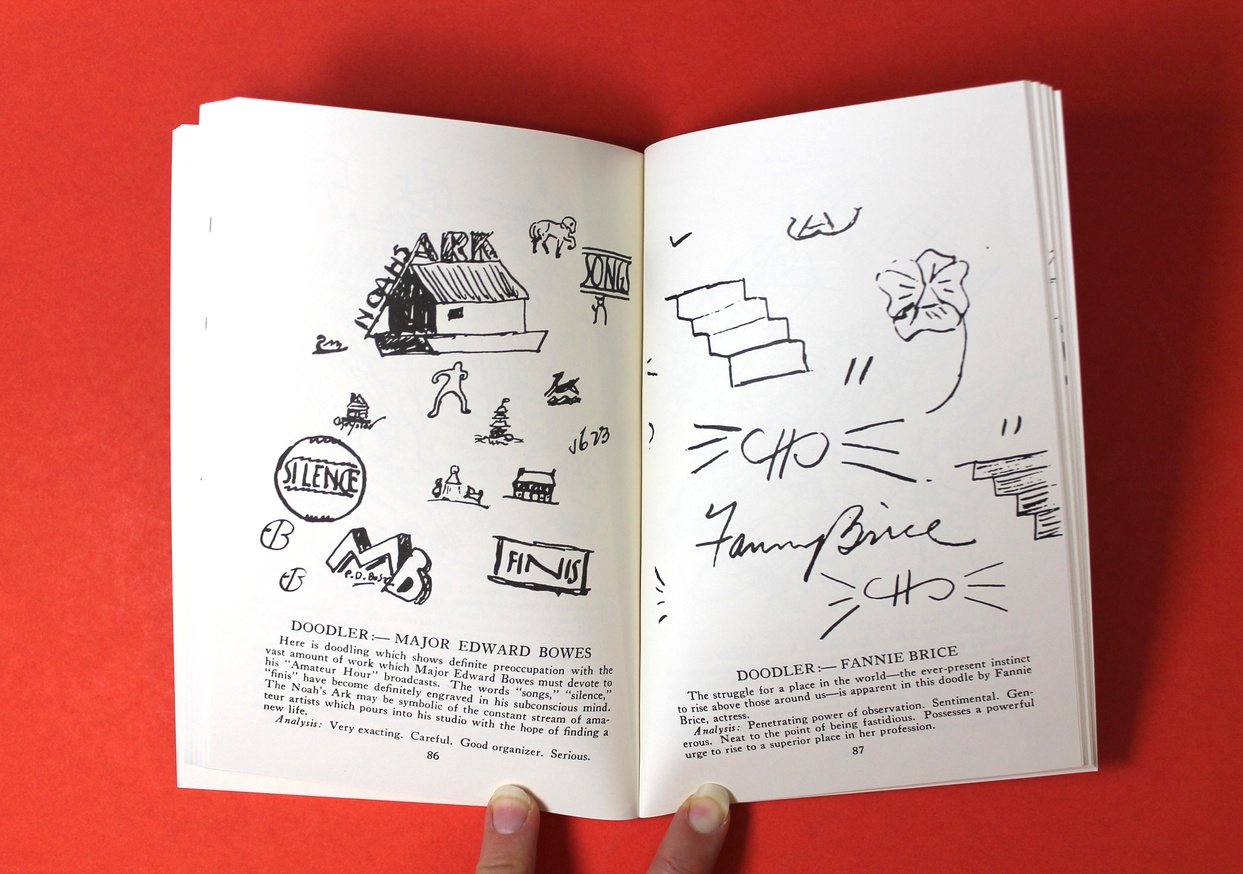 NOAHS ARK
SONGS
SILENCE
B
MB
B
FINIS
DOODLER:— MAJOR EDWARD BOWES
Here is doodling which shows definite preoccupation with the
vast amount of work which Major Edward Bowes must devote to
his "Amateur Hour" broadcasts. The words "songs," "silence,"
"finis" have become definitely engraved in his subconscious mind.
The Noah's Ark may be symbolic of the constant stream of ama-
teur artists which pours into his studio with the hope of finding a
new life.
Analysis: Very exacting. Careful. Good organizer. Serious.
86
Fanny Brice
DOODLER:— FANNIE BRICE
The struggle for a place in the world—the ever-present instinct
to rise above those around us—is apparent in this doodle by Fannie
Brice, actress.
Analysis: Penetrating power of observation. Sentimental. Gen-
erous. Neat to the point of being fastidious. Possesses a powerful
urge to rise to a superior place in her profession.
87